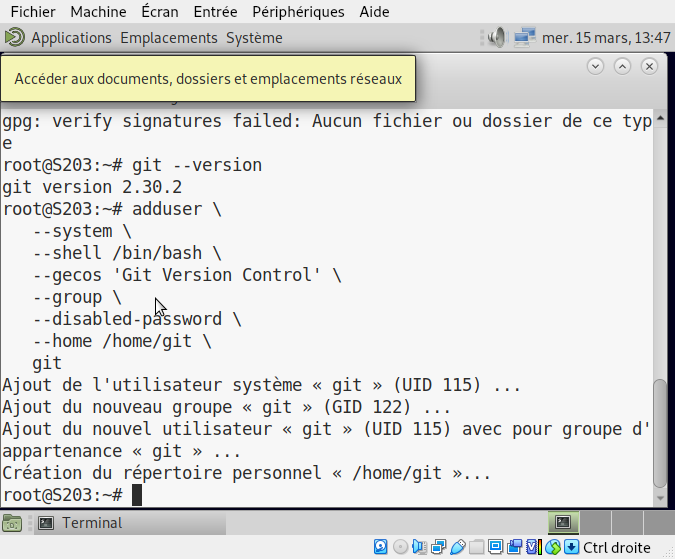 Fichier Machine Écran Entrée Périphériques Aide
Applications Emplacements Système mer. 15 mars, 13:47
Accéder aux documents, dossiers et emplacements réseaux
gpg: verify signatures failed: Aucun fichier ou dossier de ce typ
e
root@S203:~# git --version
git version 2.30.2
root@S203:~# adduser \
--system \
--shell /bin/bash \
--gecos 'Git Version Control' \
--group \
--disabled-password \
--home /home/git \
git
Ajout de l'utilisateur système « git » (UID 115) ...
Ajout du nouveau groupe « git » (GID 122) ...
Ajout du nouvel utilisateur « git » (UID 115) avec pour groupe d'
appartenance « git » ...
Création du répertoire personnel « /home/git »...
root@S203:~#
Terminal
Ctrl droite